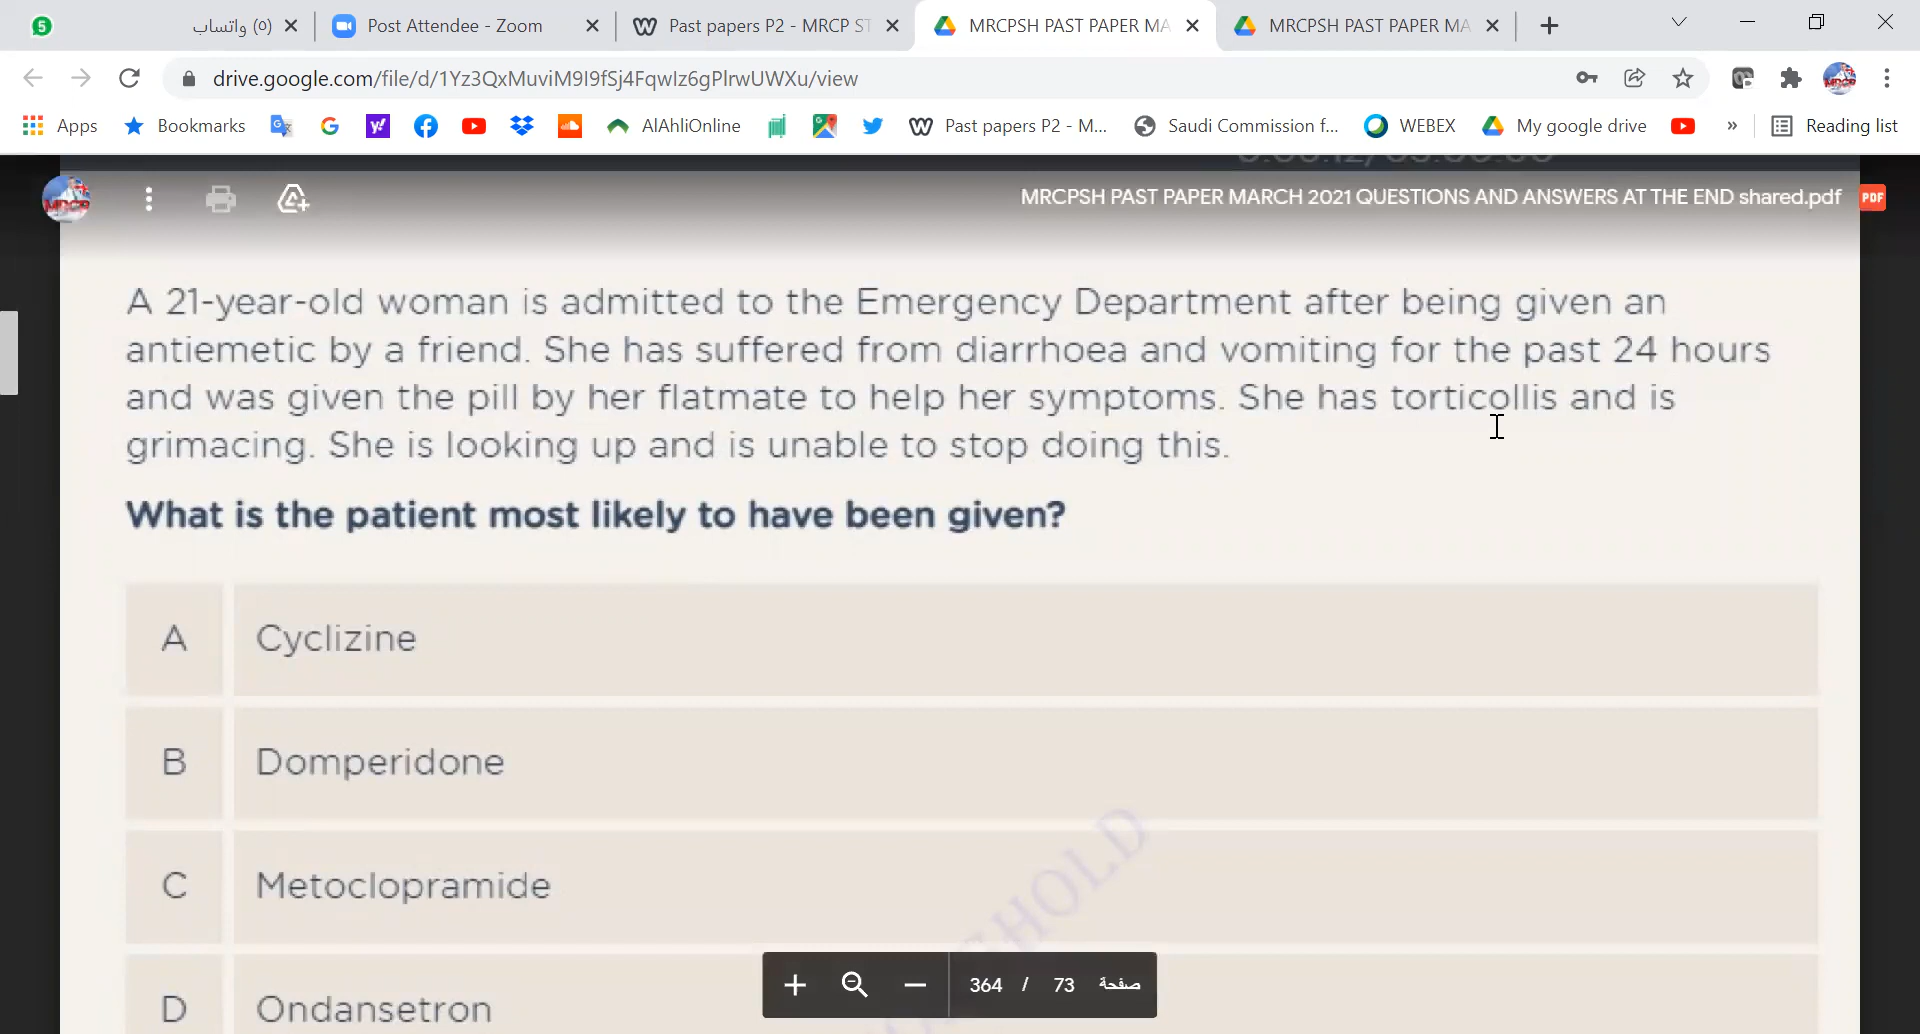 5
واتساب (٥)
Post Attendee - Zoom
Past papers P2 - MRCP ST
MRCPSH PAST PAPER MA
MRCPSH PAST PAPER MA
drive.google.com/file/d/1Yz3QxMuviM9I9fSj4FqwIz6gPlrwUWXu/view
Apps
Bookmarks
AlAhliOnline
Past papers P2 - M...
Saudi Commission f...
WEBEX
My google drive
»
Reading list
MRCPSH PAST PAPER MARCH 2021 QUESTIONS AND ANSWERS AT THE END shared.pdf
PDF
A 21-year-old woman is admitted to the Emergency Department after being given an
antiemetic by a friend. She has suffered from diarrhoea and vomiting for the past 24 hours
and was given the pill by her flatmate to help her symptoms. She has torticollis and is
grimacing. She is looking up and is unable to stop doing this.
What is the patient most likely to have been given?
A Cyclizine
B Domperidone
C Metoclopramide
D Ondansetron
صفحة 73 / 364